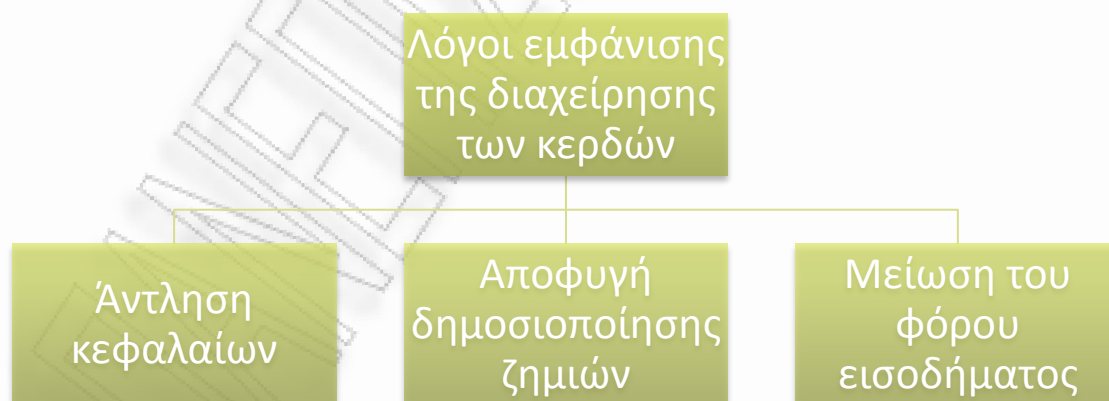 Λόγοι εμφάνισης
της διαχείρησης
των κερδών
Άντληση
κεφαλαίων
Αποφυγή
δημοσιοποίησης
ζημιών
Μείωση του
φόρου
εισοδήματος